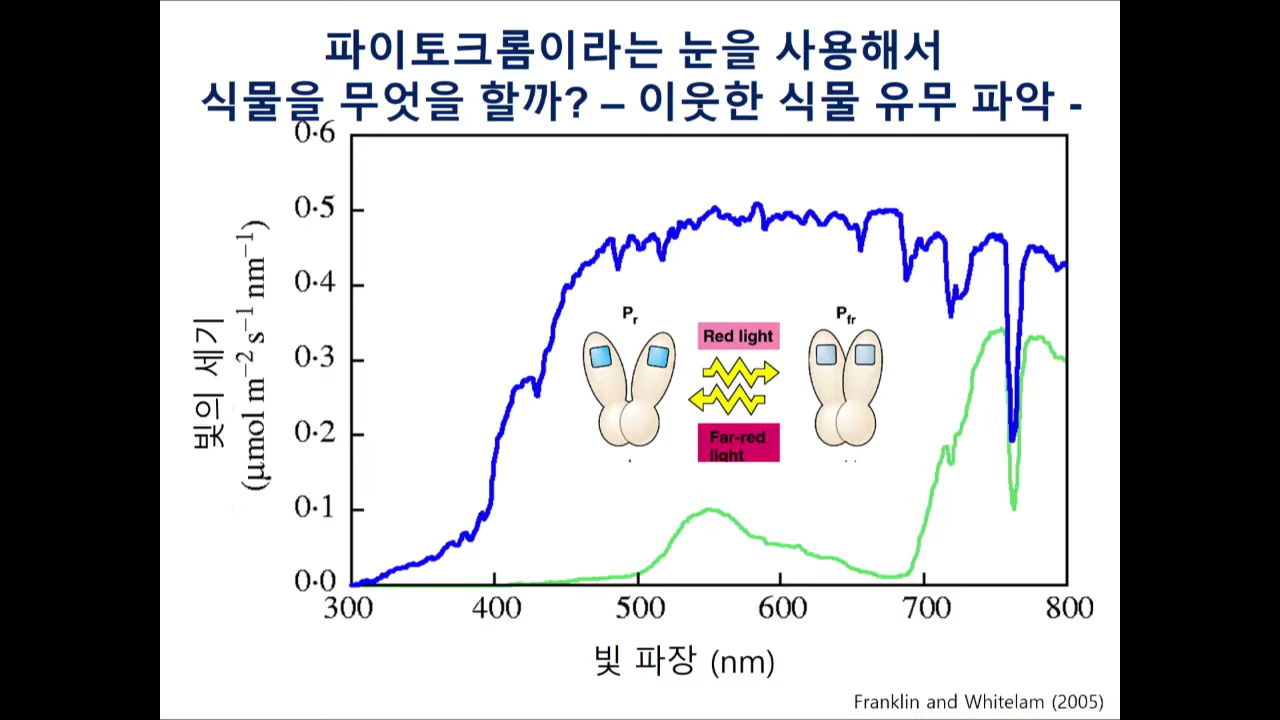 파이토크롬이라는 눈을 사용해서
식물을 무엇을 할까? – 이웃한 식물 유무 파악 -
0·6
0·5
0·4
0·3
0·2
0·1
0·0
빛의 세기
(µmol m⁻² s⁻¹ nm⁻¹)
Pr
Red light
Pfr
Far-red
light
300 400 500 600 700 800
빛 파장 (nm)
Franklin and Whitelam (2005)